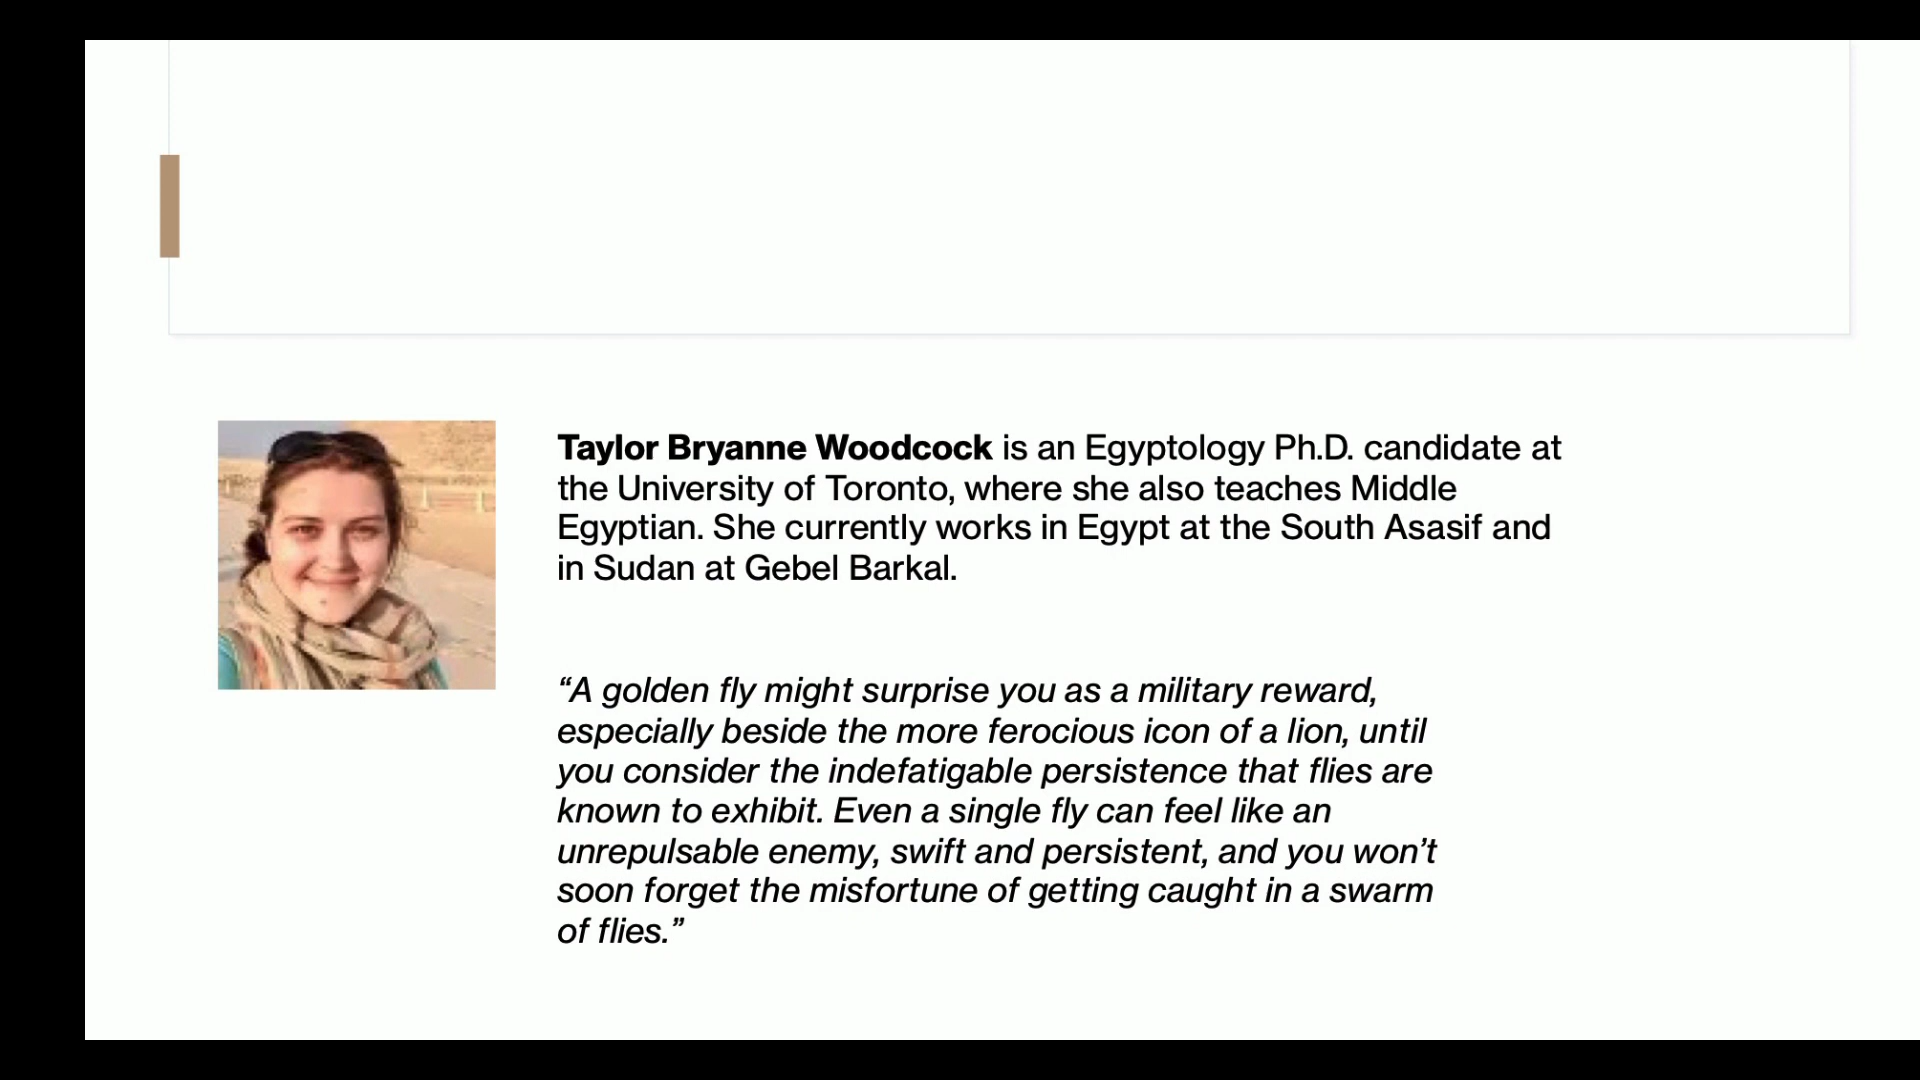 Taylor Bryanne Woodcock is an Egyptology Ph.D. candidate at
the University of Toronto, where she also teaches Middle
Egyptian. She currently works in Egypt at the South Asasif and
in Sudan at Gebel Barkal.
“A golden fly might surprise you as a military reward,
especially beside the more ferocious icon of a lion, until
you consider the indefatigable persistence that flies are
known to exhibit. Even a single fly can feel like an
unrepulsable enemy, swift and persistent, and you won’t
soon forget the misfortune of getting caught in a swarm
of flies.”